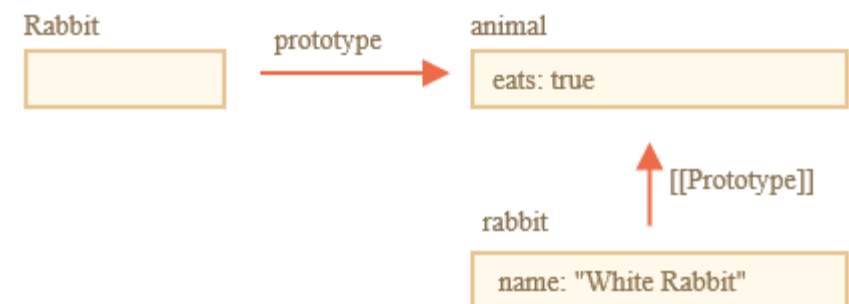 Rabbit
prototype
animal
eats: true
[[Prototype]]
rabbit
name: "White Rabbit"